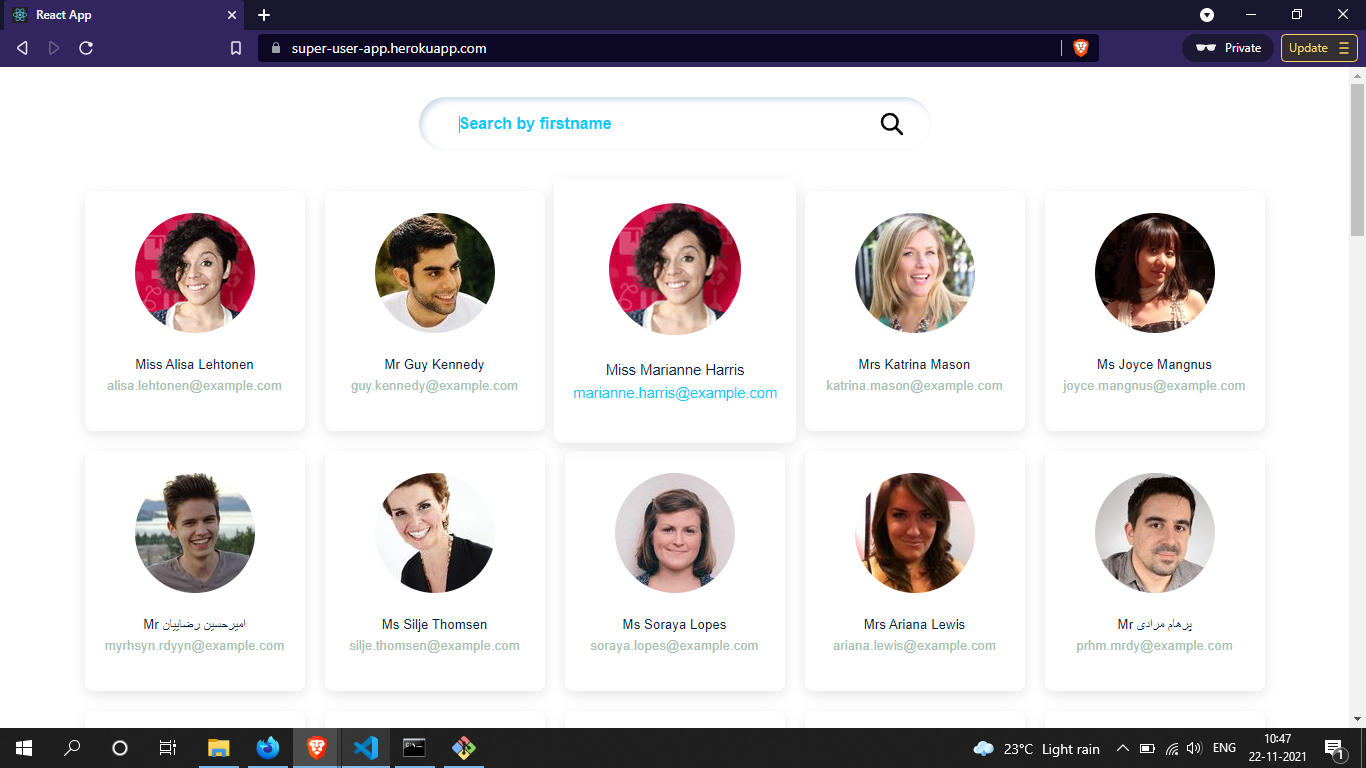 React App
super-user-app.herokuapp.com
Private
Update
Search by firstname
Miss Alisa Lehtonen
alisa.lehtonen@example.com
Mr Guy Kennedy
guy.kennedy@example.com
Miss Marianne Harris
marianne.harris@example.com
Mrs Katrina Mason
katrina.mason@example.com
Ms Joyce Mangnus
joyce.mangnus@example.com
Mr امیرحسین رضاییان
myrhsyn.rdyyn@example.com
Ms Silje Thomsen
silje.thomsen@example.com
Ms Soraya Lopes
soraya.lopes@example.com
Mrs Ariana Lewis
ariana.lewis@example.com
Mr پرهام مرادی
prhm.mrdy@example.com
23°C Light rain
ENG
10:47
22-11-2021
1